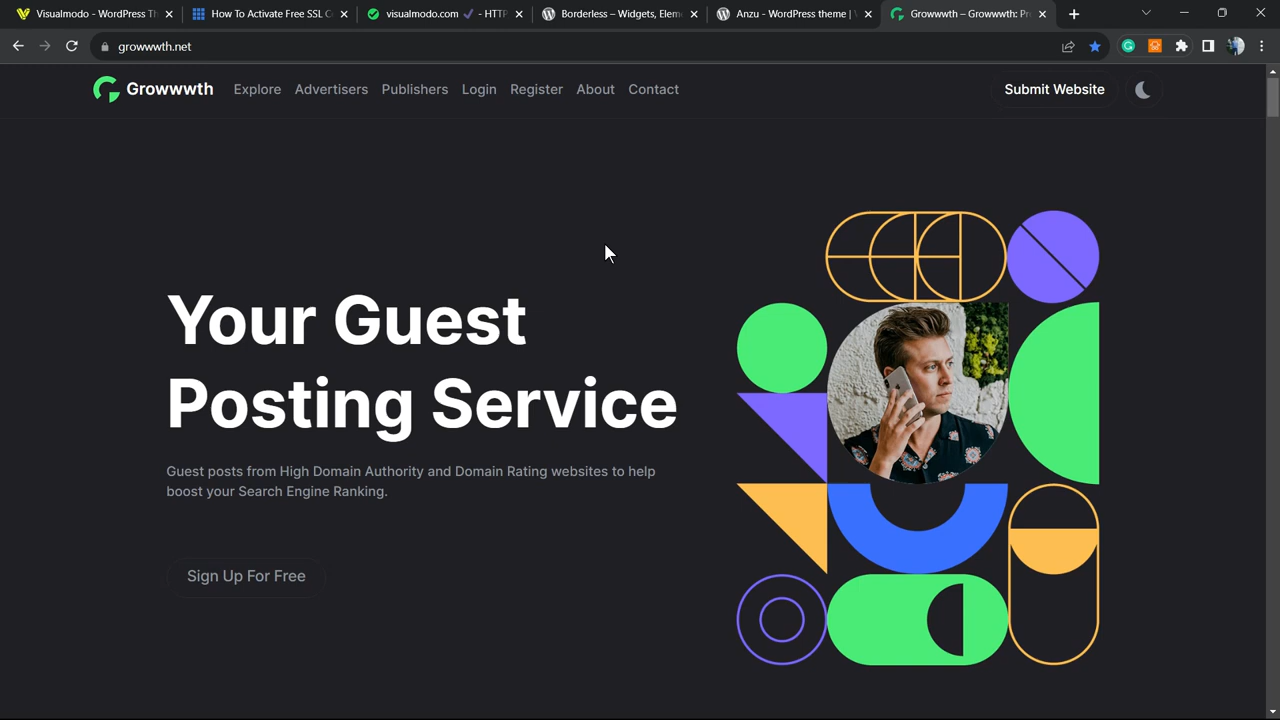 Visualmodo - WordPress Th
How To Activate Free SSL C
visualmodo.com ✓ - HTTP
Borderless – Widgets, Elem
Anzu - WordPress theme | V
Growwwth – Growwwth: Pr
growwwth.net
Growwwth
Explore
Advertisers
Publishers
Login
Register
About
Contact
Submit Website
Your Guest
Posting Service
Guest posts from High Domain Authority and Domain Rating websites to help
boost your Search Engine Ranking.
Sign Up For Free